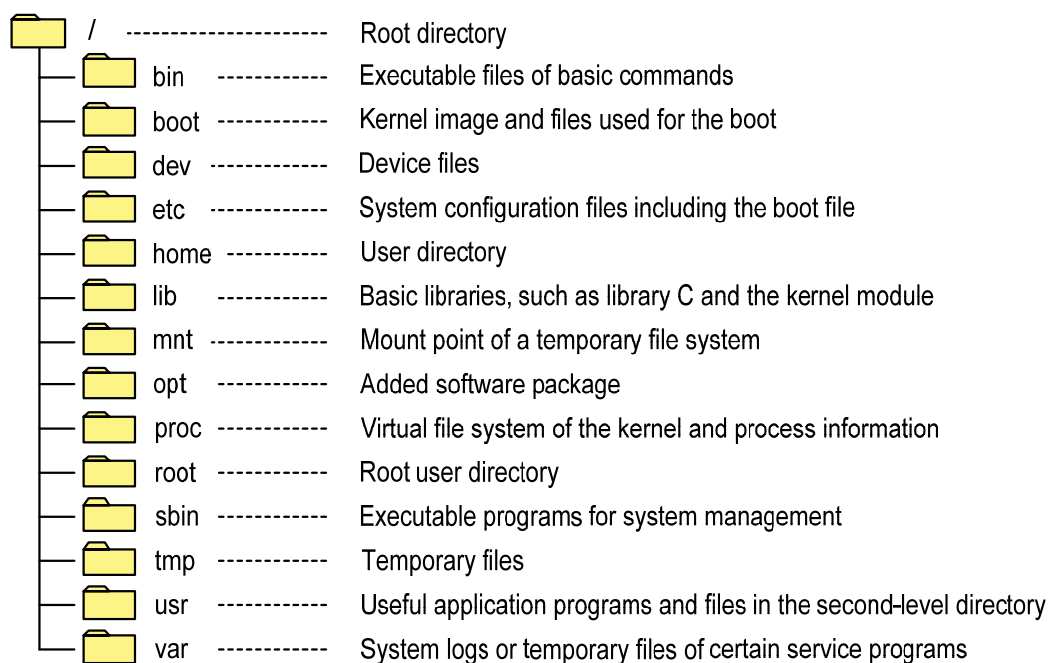 / -------------------- Root directory
bin ----------- Executable files of basic commands
boot ----------- Kernel image and files used for the boot
dev ------------ Device files
etc ------------ System configuration files including the boot file
home ---------- User directory
lib ----------- Basic libraries, such as library C and the kernel module
mnt ------------ Mount point of a temporary file system
opt ----------- Added software package
proc ----------- Virtual file system of the kernel and process information
root ----------- Root user directory
sbin ----------- Executable programs for system management
tmp ----------- Temporary files
usr ----------- Useful application programs and files in the second-level directory
var ----------- System logs or temporary files of certain service programs